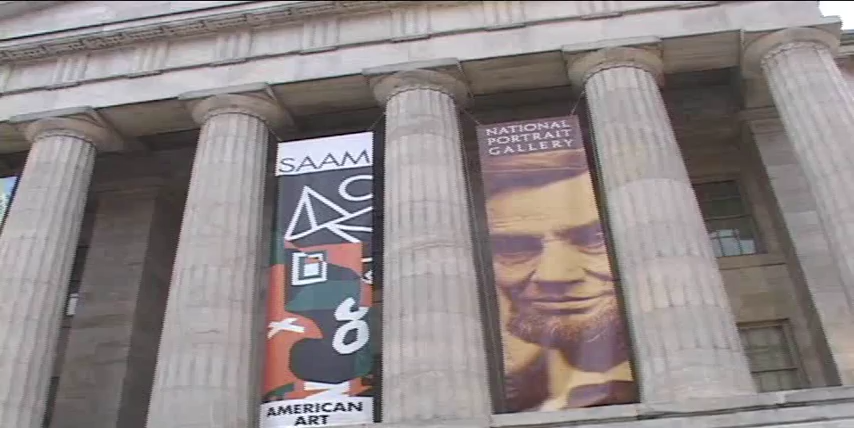 SAAM
AMERICAN
ART
NATIONAL
PORTRAIT
GALLERY